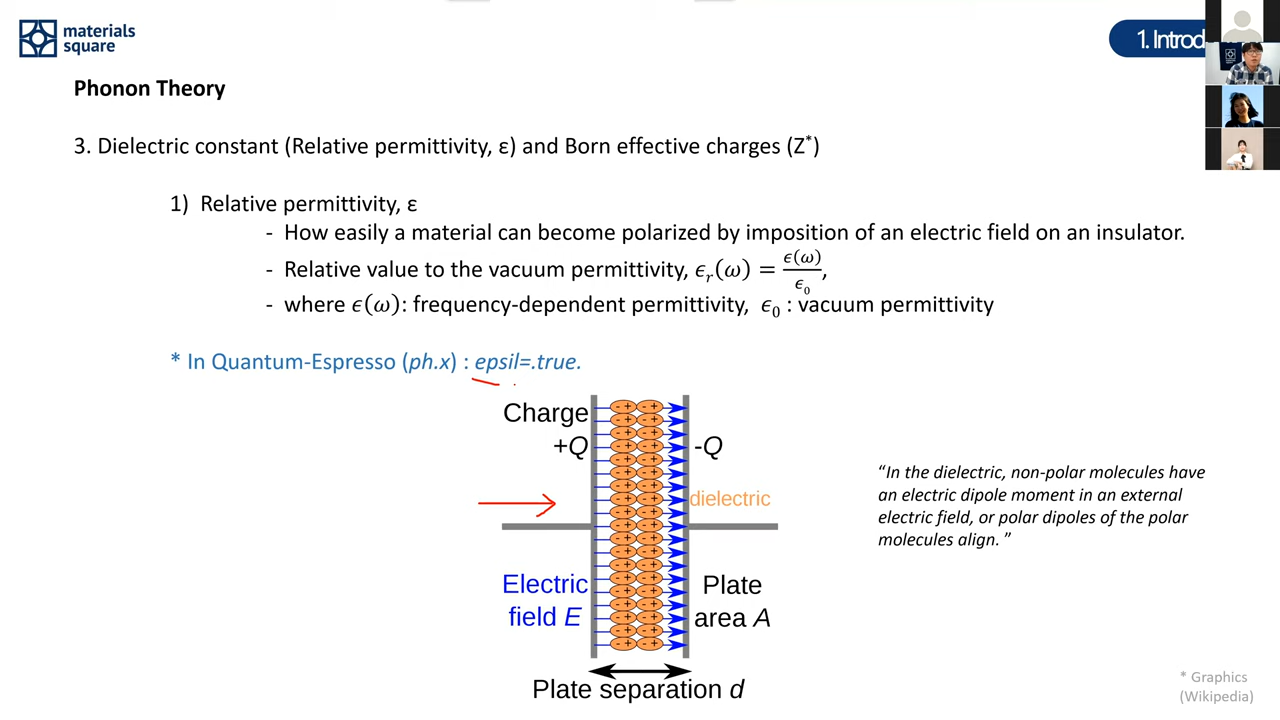 materials
square
1. Introd
Phonon Theory
3. Dielectric constant (Relative permittivity, ε) and Born effective charges (Z*)
1) Relative permittivity, ε
- How easily a material can become polarized by imposition of an electric field on an insulator.
- Relative value to the vacuum permittivity, ϵr(ω) = ϵ(ω)/ϵ0,
- where ϵ(ω): frequency-dependent permittivity, ϵ0 : vacuum permittivity
* In Quantum-Espresso (ph.x) : epsil=.true.
Charge
+Q
-Q
dielectric
Electric
field E
Plate
area A
Plate separation d
“In the dielectric, non-polar molecules have
an electric dipole moment in an external
electric field, or polar dipoles of the polar
molecules align. ”
* Graphics
(Wikipedia)